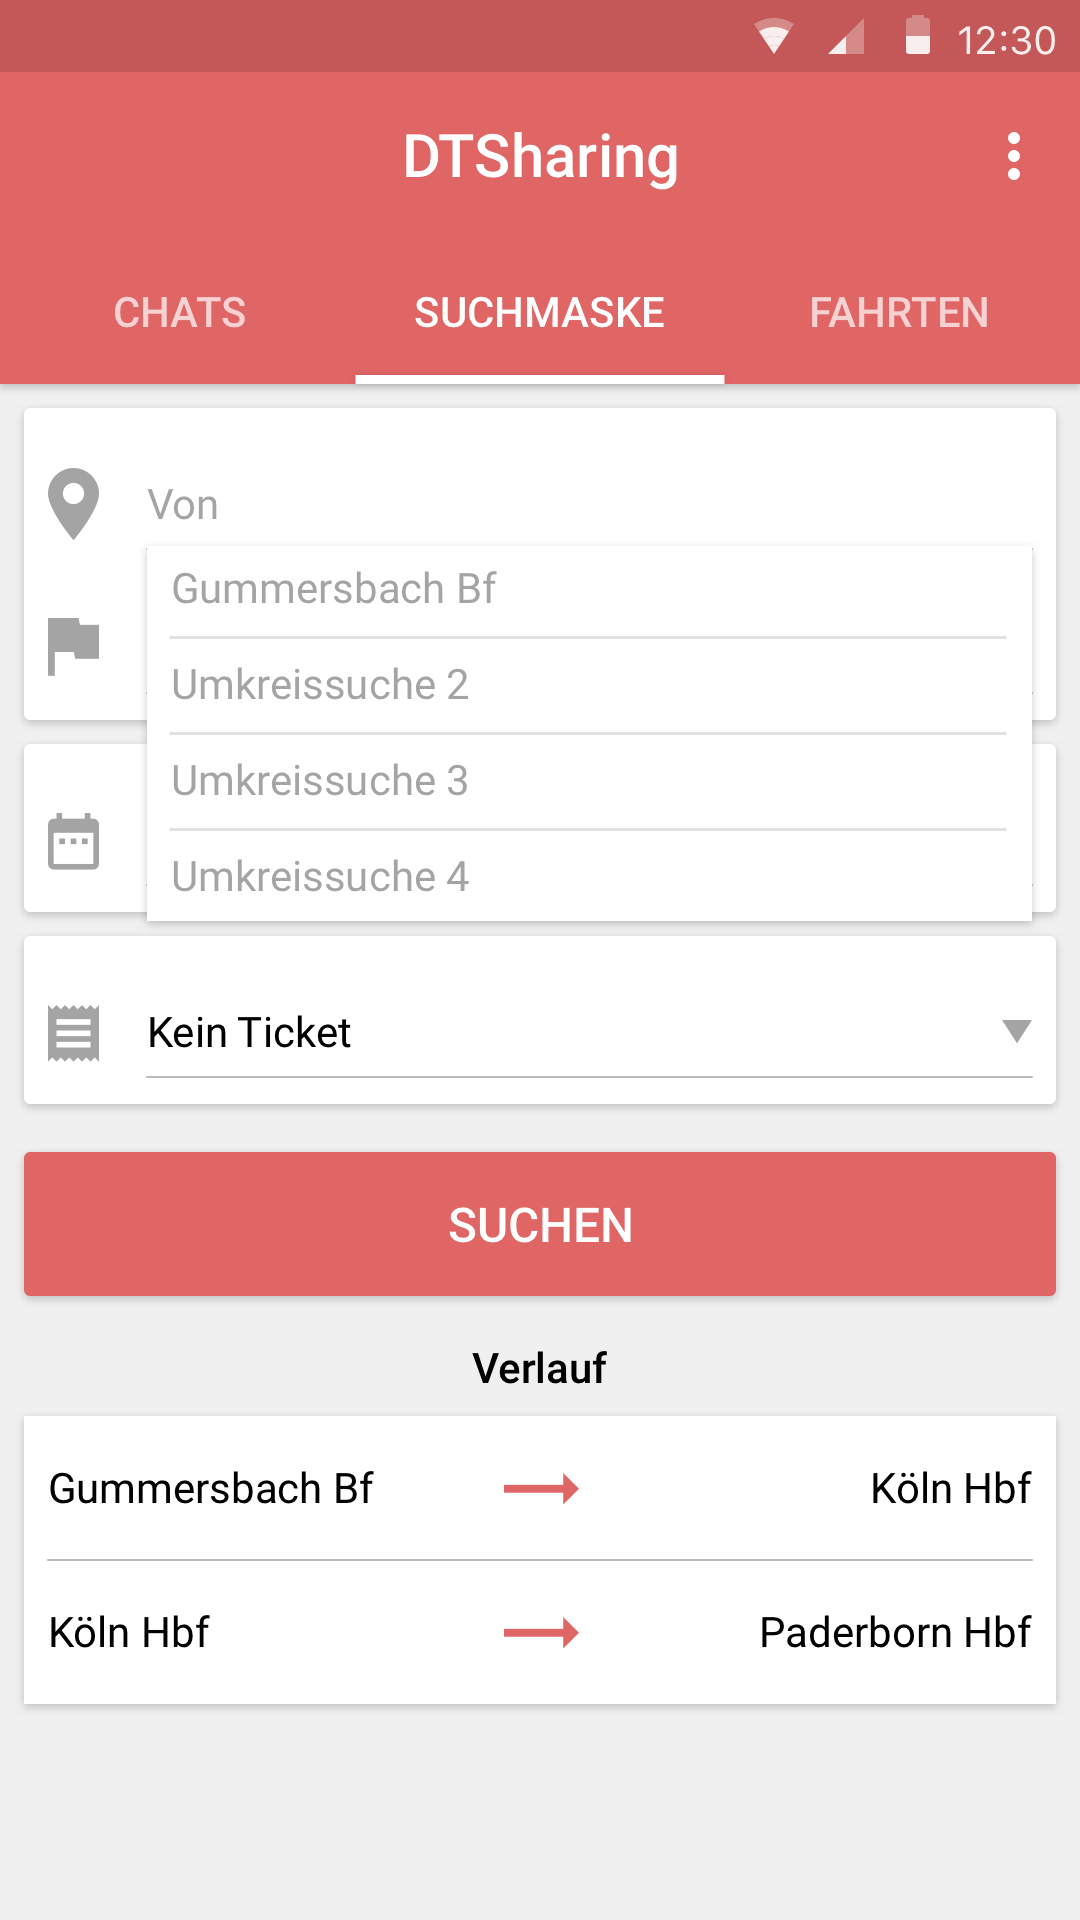 12:30
DTSharing
CHATS SUCHMASKE FAHRTEN
Von
Gummersbach Bf
Umkreissuche 2
Umkreissuche 3
Umkreissuche 4
Kein Ticket
SUCHEN
Verlauf
Gummersbach Bf Köln Hbf
Köln Hbf Paderborn Hbf